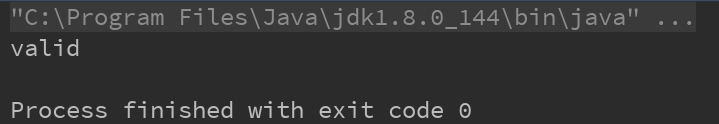 "C:\Program Files\Java\jdk1.8.0_144\bin\java" ...
valid
Process finished with exit code 0